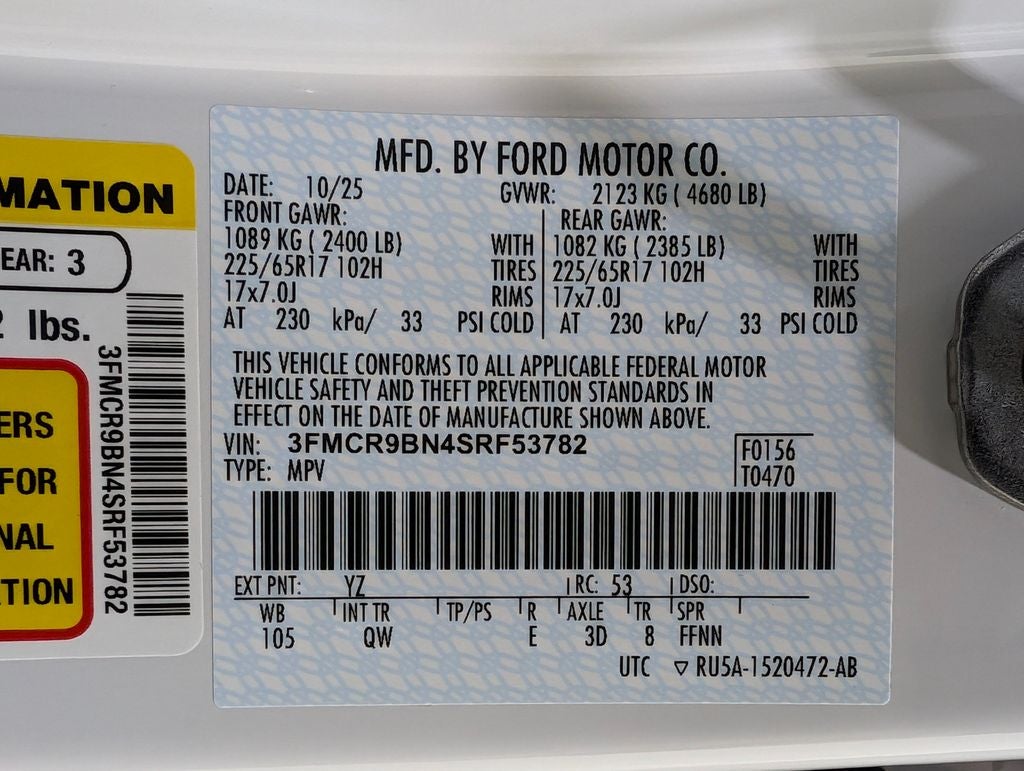 MATION
EAR: 3
lbs.
ERS
FOR
NAL
TION
3FMCR9BN4SRF53782
MFD. BY FORD MOTOR CO.
DATE: 10/25 GVWR: 2123 KG ( 4680 LB)
FRONT GAWR: REAR GAWR:
1089 KG ( 2400 LB) WITH 1082 KG ( 2385 LB) WITH
225/65R17 102H TIRES 225/65R17 102H TIRES
17x7.0J RIMS 17x7.0J RIMS
AT 230 kPa/ 33 PSI COLD AT 230 kPa/ 33 PSI COLD
THIS VEHICLE CONFORMS TO ALL APPLICABLE FEDERAL MOTOR
VEHICLE SAFETY AND THEFT PREVENTION STANDARDS IN
EFFECT ON THE DATE OF MANUFACTURE SHOWN ABOVE.
VIN: 3FMCR9BN4SRF53782 F0156
TYPE: MPV T0470
EXT PNT: YZ RC: 53 DSO:
WB INT TR TP/PS R AXLE TR SPR
105 QW E 3D 8 FFNN
UTC ▽ RU5A-1520472-AB